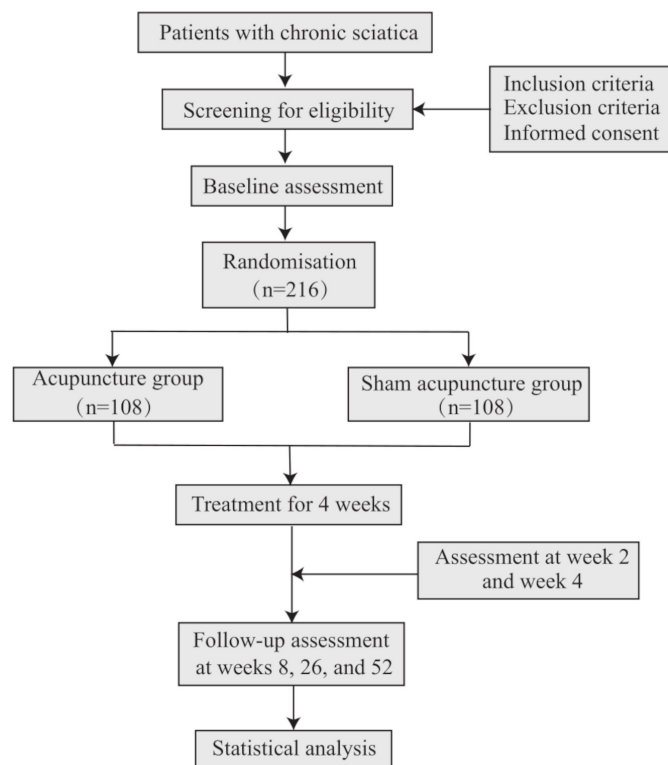 Patients with chronic sciatica
Screening for eligibility
Inclusion criteria
Exclusion criteria
Informed consent
Baseline assessment
Randomisation
（n=216）
Acupuncture group
（n=108）
Sham acupuncture group
（n=108）
Treatment for 4 weeks
Assessment at week 2
and week 4
Follow-up assessment
at weeks 8, 26, and 52
Statistical analysis